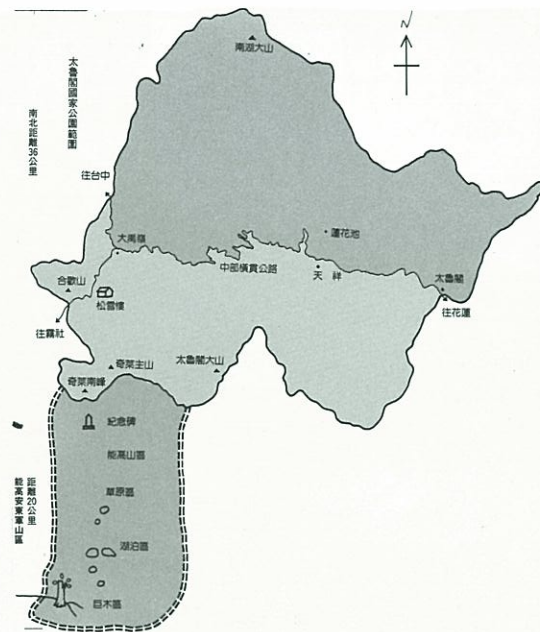 N
南湖大山
太魯閣國家公園範圍
南北距離36公里
往台中
蓮花池
大禹嶺
中部橫貫公路
天祥
太魯閣
往花蓮
合歡山
松雪樓
往霧社
奇萊主山
太魯閣大山
奇萊南峰
紀念碑
能高山區
草原區
能高安東軍山區
距離20公里
湖泊區
巨木區